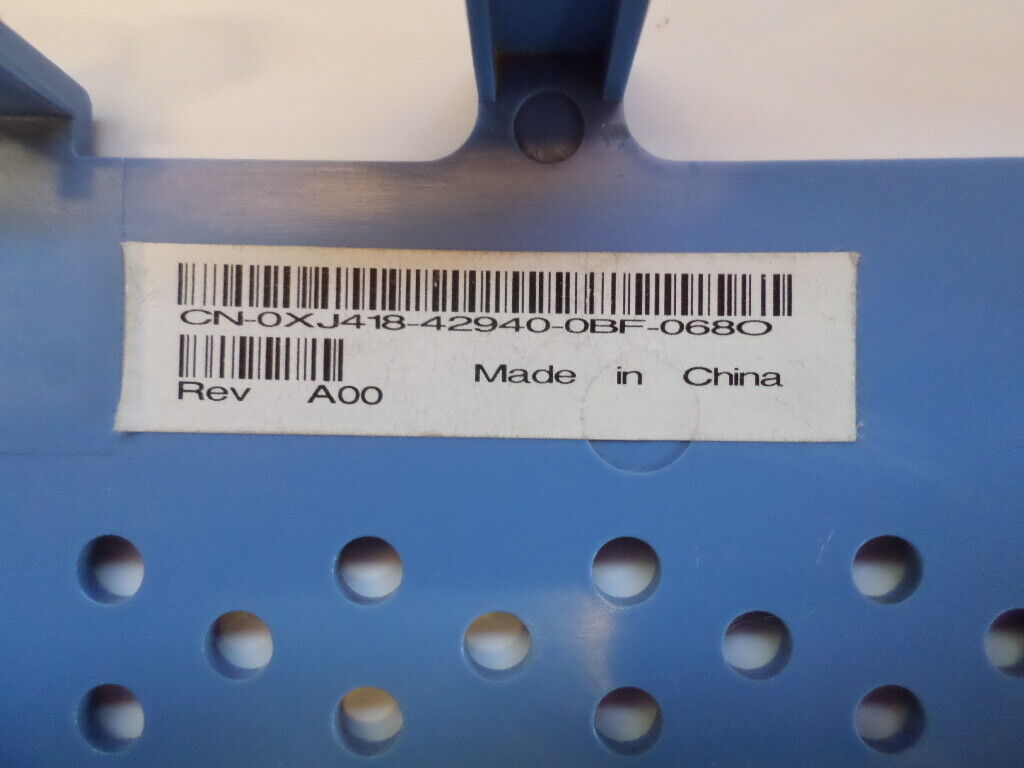 CN-0XJ418-42940-0BF-068O
Rev A00
Made in China